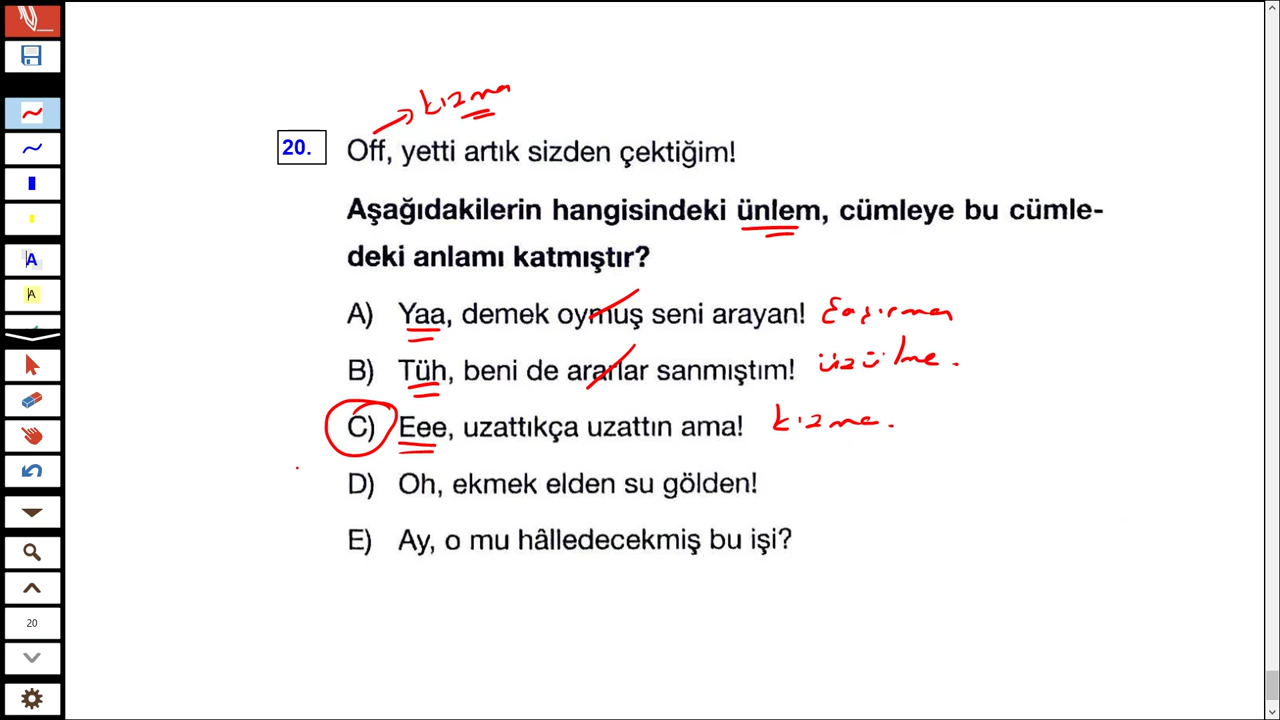 kızma
20. Off, yetti artık sizden çektiğim!
Aşağıdakilerin hangisindeki ünlem, cümleye bu cümle-
deki anlamı katmıştır?
A) Yaa, demek oymuş seni arayan! şaşırma
B) Tüh, beni de ararlar sanmıştım! üzülme.
C) Eee, uzattıkça uzattın ama! kızma.
D) Oh, ekmek elden su gölden!
E) Ay, o mu hâlledecekmiş bu işi?
A
A
20